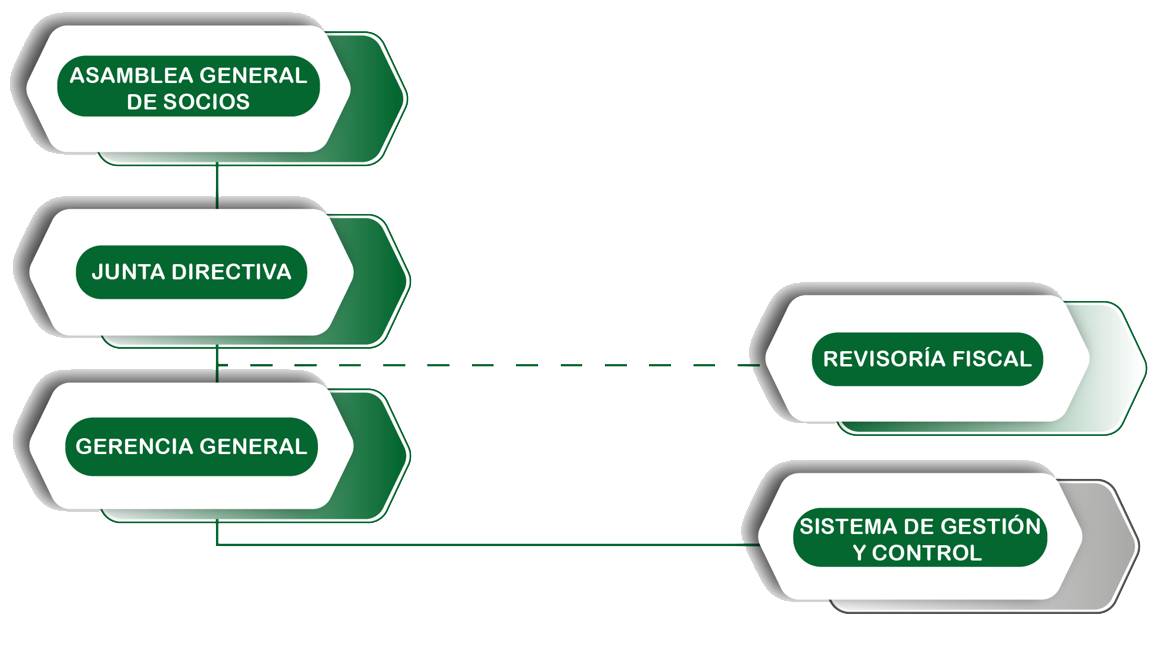 ASAMBLEA GENERAL
DE SOCIOS
JUNTA DIRECTIVA
REVISORÍA FISCAL
GERENCIA GENERAL
SISTEMA DE GESTIÓN
Y CONTROL